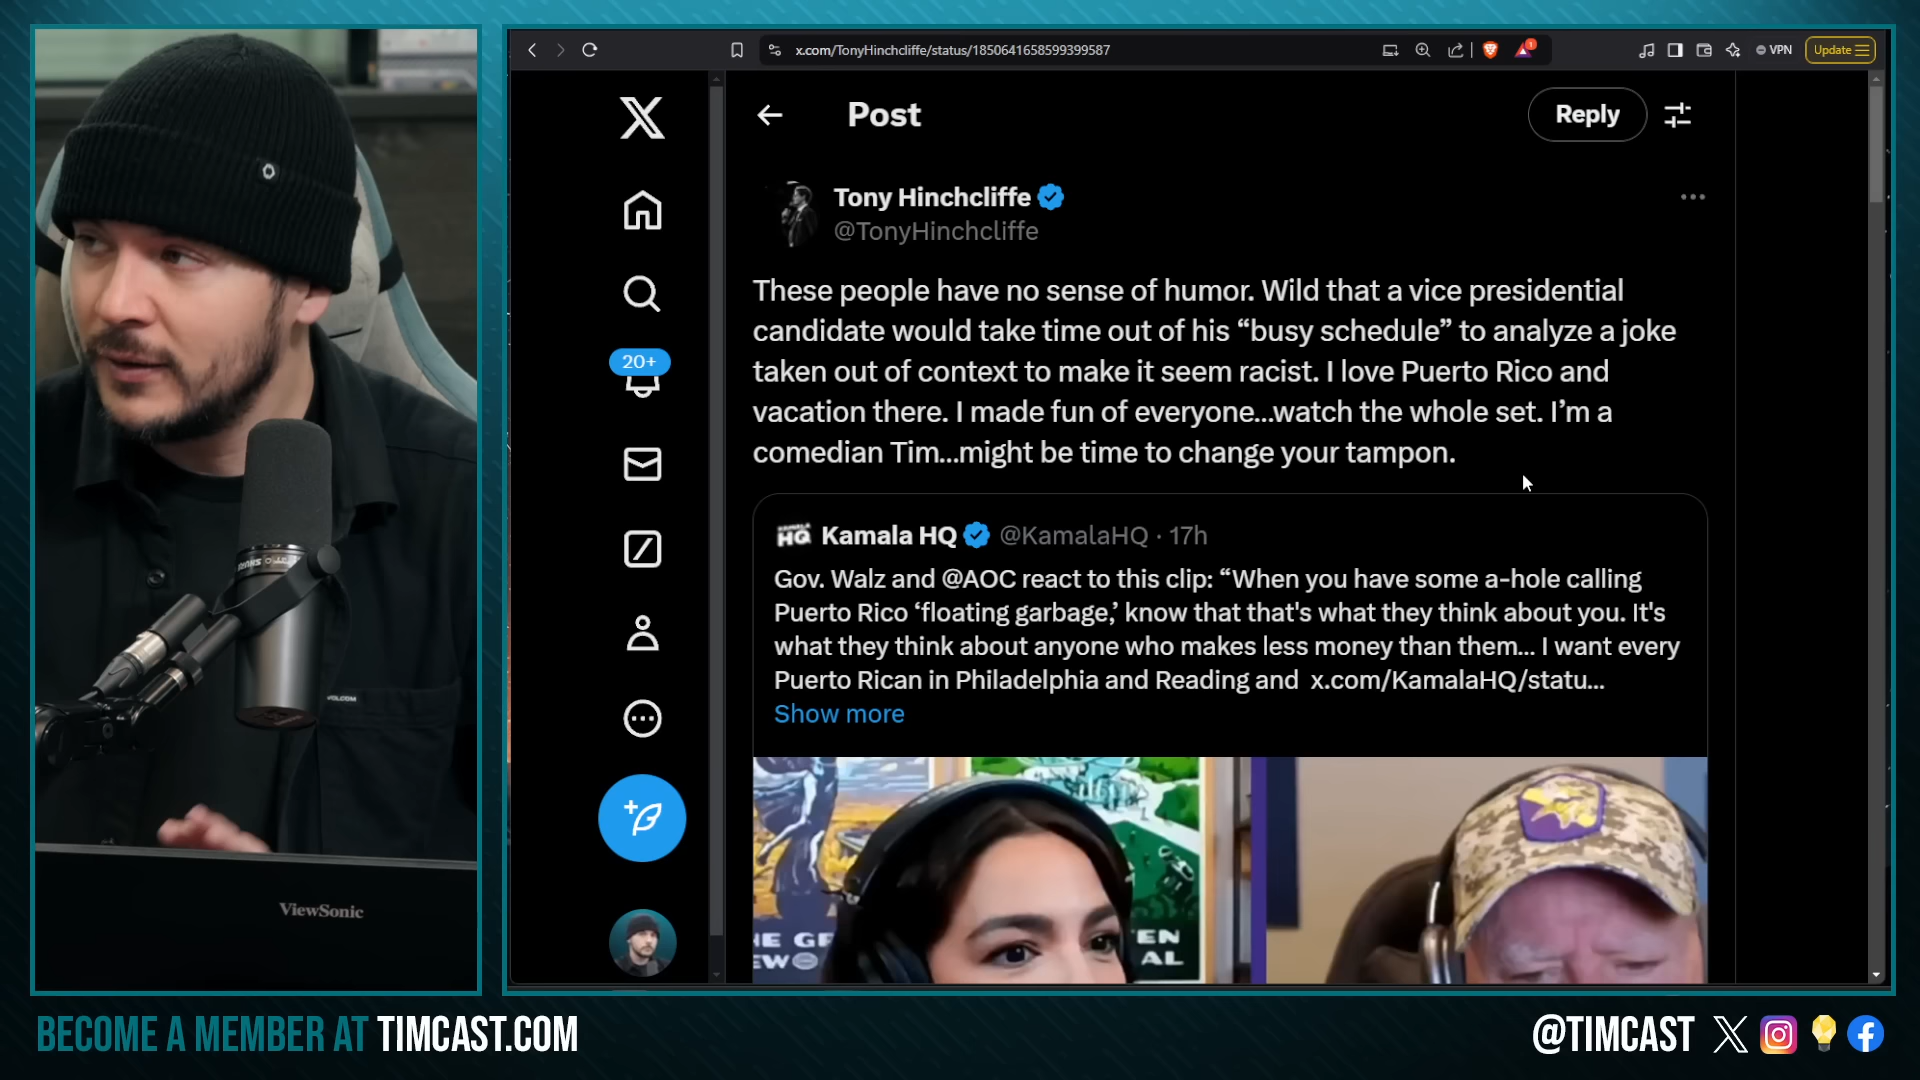 x.com/TonyHinchcliffe/status/1850641658599399587
1
VPN
Update
Post
Reply
Tony Hinchcliffe
@TonyHinchcliffe
These people have no sense of humor. Wild that a vice presidential
candidate would take time out of his “busy schedule” to analyze a joke
taken out of context to make it seem racist. I love Puerto Rico and
vacation there. I made fun of everyone...watch the whole set. I’m a
comedian Tim...might be time to change your tampon.
20+
KAMALA HQ
Kamala HQ @KamalaHQ · 17h
Gov. Walz and @AOC react to this clip: “When you have some a-hole calling
Puerto Rico ‘floating garbage,’ know that that's what they think about you. It's
what they think about anyone who makes less money than them... I want every
Puerto Rican in Philadelphia and Reading and x.com/KamalaHQ/statu...
Show more
SHURE
VOLCOM
ViewSonic
BECOME A MEMBER AT TIMCAST.COM
@TIMCAST